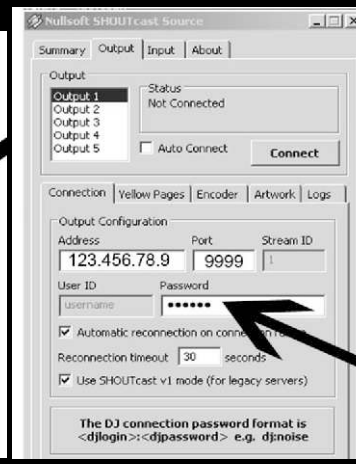 Nullsoft SHOUTcast Source
Summary Output Input About
Output
Output 1
Output 2
Output 3
Output 4
Output 5
Status
Not Connected
Auto Connect
Connect
Connection Yellow Pages Encoder Artwork Logs
Output Configuration
Address Port Stream ID
123.456.78.9 9999 1
User ID Password
username ••••••
Automatic reconnection on connection
Reconnection timeout 30 seconds
Use SHOUTcast v1 mode (for legacy servers)
The DJ connection password format is
<djlogin>:<djpassword> e.g. dj:noise